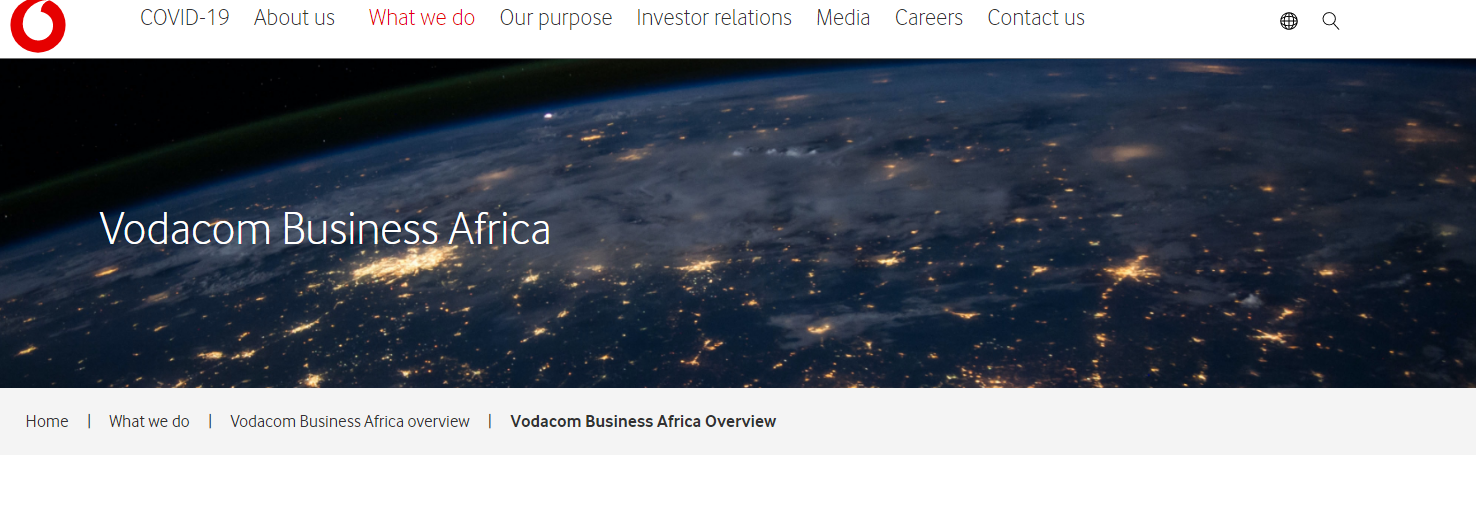 COVID-19 About us What we do Our purpose Investor relations Media Careers Contact us
Vodacom Business Africa
Home | What we do | Vodacom Business Africa overview | Vodacom Business Africa Overview